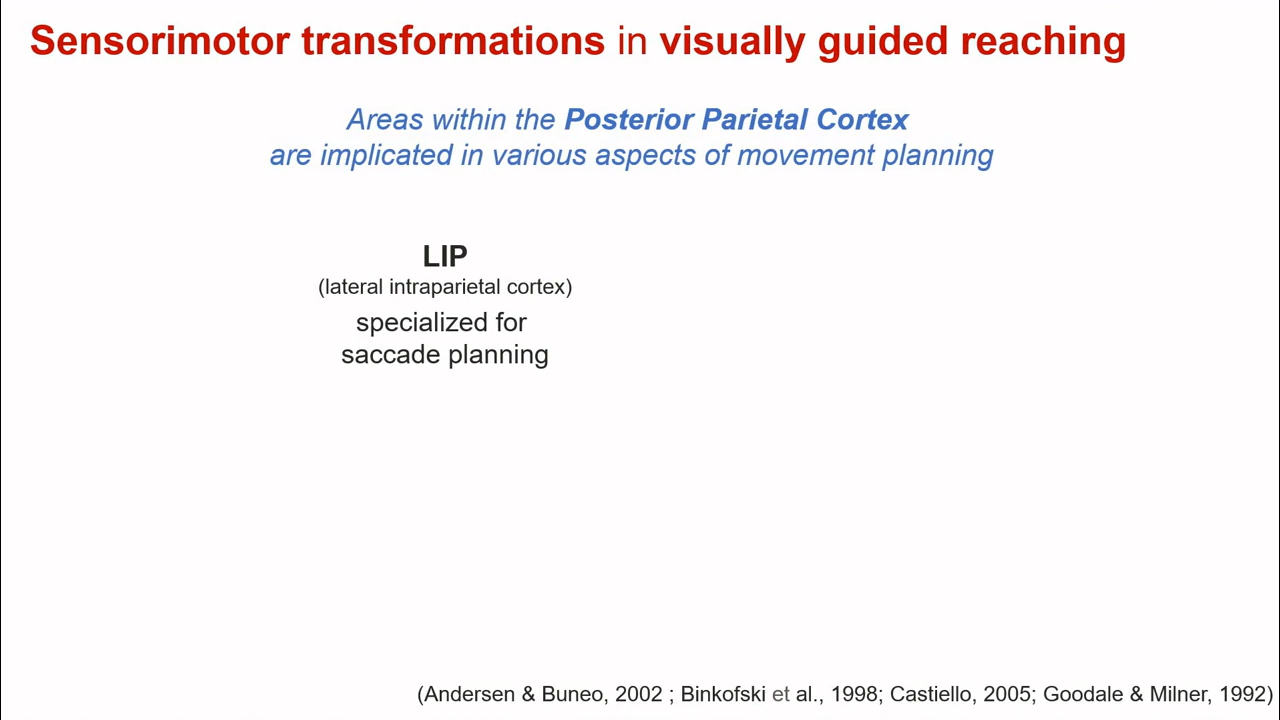 Sensorimotor transformations in visually guided reaching
Areas within the Posterior Parietal Cortex
are implicated in various aspects of movement planning
LIP
(lateral intraparietal cortex)
specialized for
saccade planning
(Andersen & Buneo, 2002 ; Binkofski et al., 1998; Castiello, 2005; Goodale & Milner, 1992)